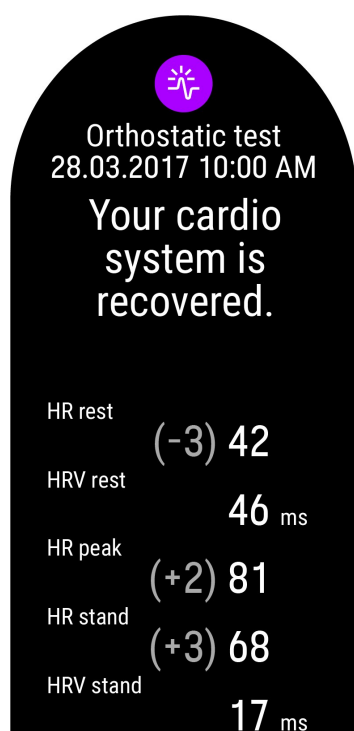 Orthostatic test
28.03.2017 10:00 AM
Your cardio
system is
recovered.
HR rest
(-3) 42
HRV rest
46 ms
HR peak
(+2) 81
HR stand
(+3) 68
HRV stand
17 ms